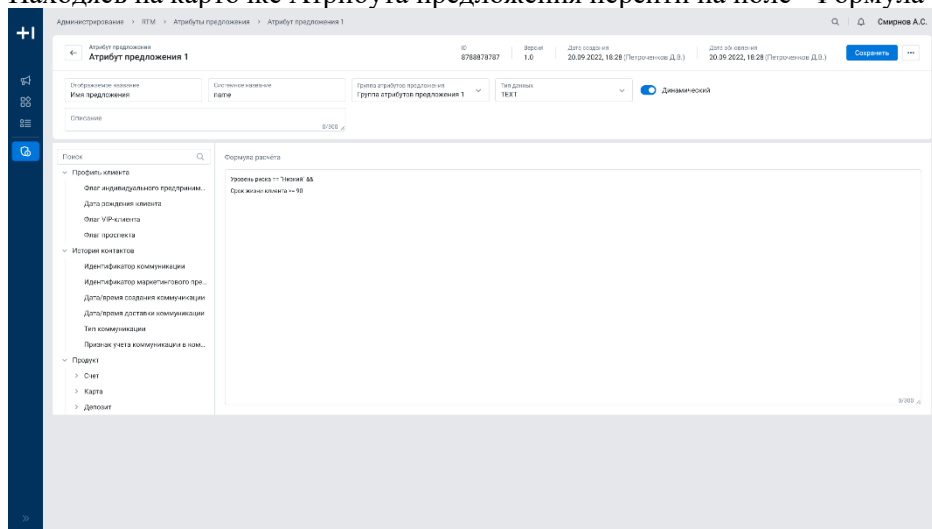 Находясь на карточке Атрибута предложения перейти на поле "Формула
Администрирование > RTM > Атрибуты предложения > Атрибут предложения 1
Смирнов А.С.
Атрибут предложения
Атрибут предложения 1
ID
8788878787
Версия
1.0
Дата создания
20.09.2022, 18:28 (Петроченков Д.В.)
Дата обновления
20.09.2022, 18:28 (Петроченков Д.В.)
Сохранить
Отображаемое название
Имя предложения
Системное название
name
Группа атрибутов предложения
Группа атрибутов предложения 1
Тип данных
TEXT
Динамический
Описание
0/300
Поиск
Профиль клиента
Флаг индивидуального предприним...
Дата рождения клиента
Флаг VIP-клиента
Флаг проспекта
История контактов
Идентификатор коммуникации
Идентификатор маркетингового пре...
Дата/время создания коммуникации
Дата/время доставки коммуникации
Тип коммуникации
Признак учета коммуникации в ком...
Продукт
Счет
Карта
Депозит
Формула расчёта
Уровень риска == 'Низкий' &&
Срок жизни клиента >= 90
0/300